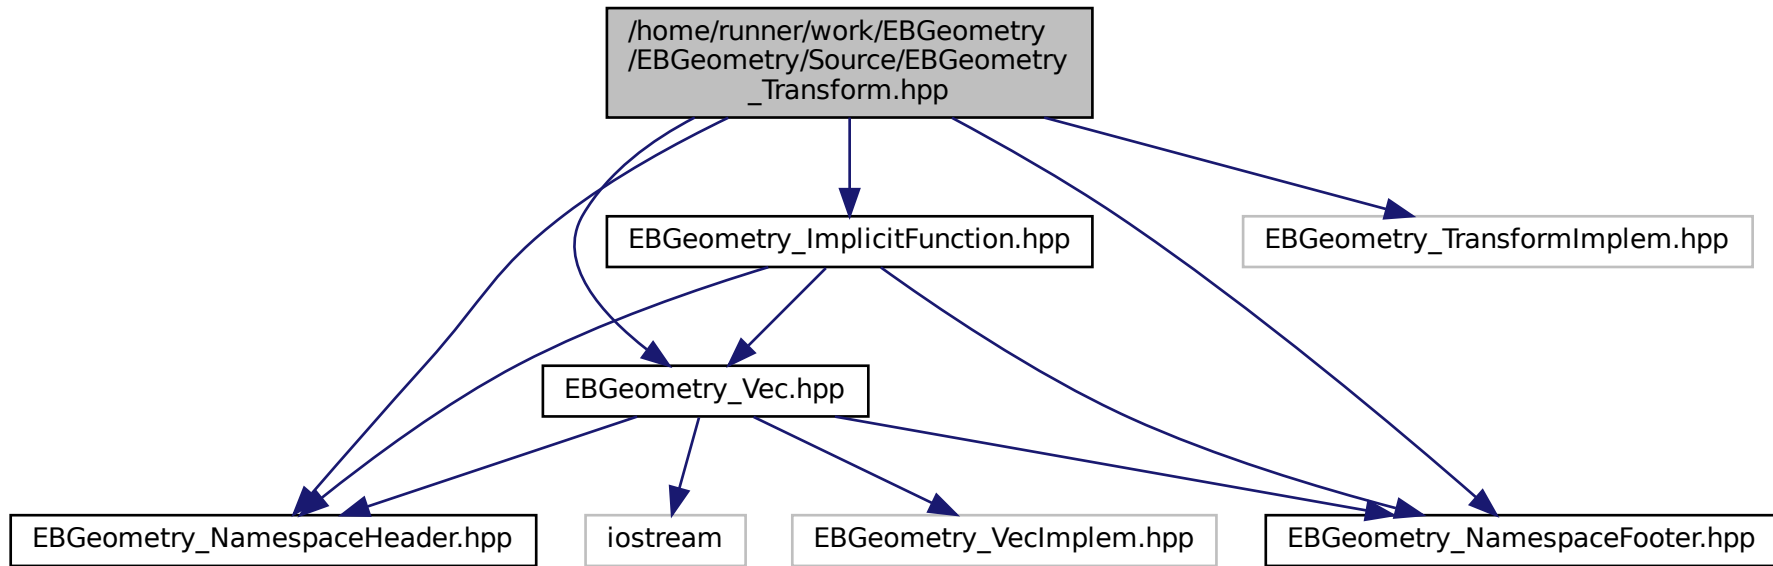 /home/runner/work/EBGeometry
/EBGeometry/Source/EBGeometry
_Transform.hpp
EBGeometry_ImplicitFunction.hpp
EBGeometry_TransformImplem.hpp
EBGeometry_Vec.hpp
EBGeometry_NamespaceHeader.hpp
iostream
EBGeometry_VecImplem.hpp
EBGeometry_NamespaceFooter.hpp